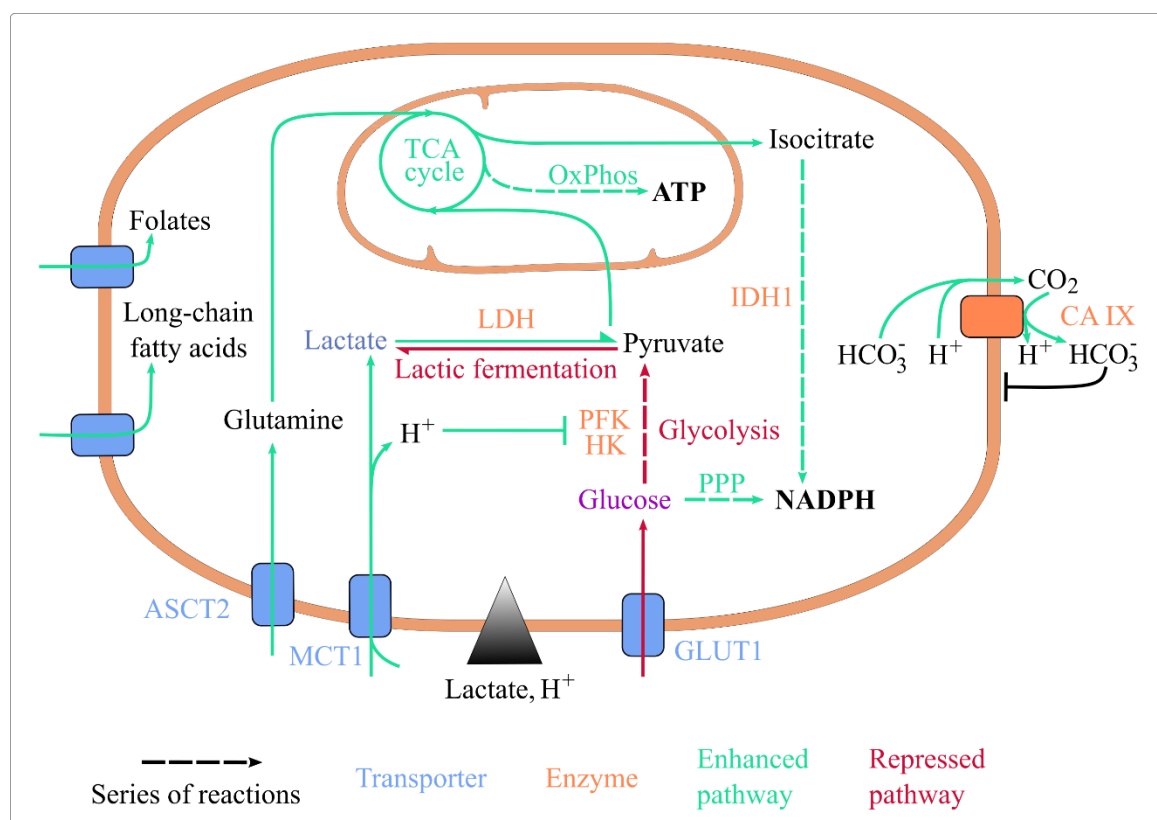 Isocitrate
TCA
cycle
OxPhos
ATP
Folates
IDH1
CO₂
CA IX
HCO₃⁻
H⁺
H⁺
HCO₃⁻
Long-chain
fatty acids
LDH
Lactate
Pyruvate
Lactic fermentation
Glutamine
H⁺
PFK
HK
Glycolysis
Glucose
PPP
NADPH
ASCT2
MCT1
GLUT1
Lactate, H⁺
Series of reactions
Transporter
Enzyme
Enhanced
pathway
Repressed
pathway